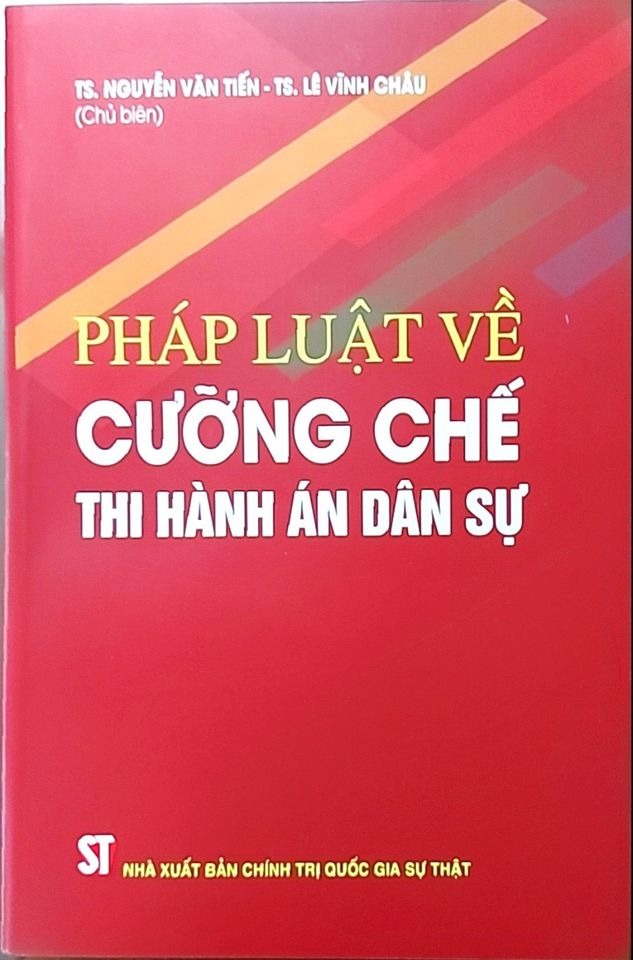 TS. NGUYỄN VĂN TIẾN - TS. LÊ VĨNH CHÂU
(Chủ biên)
PHÁP LUẬT VỀ
CƯỠNG CHẾ
THI HÀNH ÁN DÂN SỰ
ST NHÀ XUẤT BẢN CHÍNH TRỊ QUỐC GIA SỰ THẬT